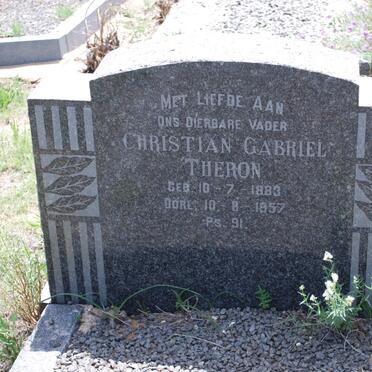 MET LIEFDE AAN
ONS DIERBARE VADER
CHRISTIAN GABRIEL
THERON
GEB. 10-7-1883
OORL. 10-8-1957
PS. 91.